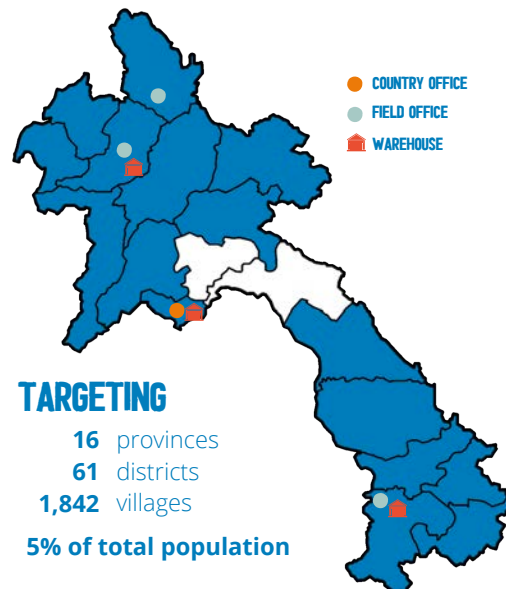 COUNTRY OFFICE
FIELD OFFICE
WAREHOUSE
TARGETING
16 provinces
61 districts
1,842 villages
5% of total population